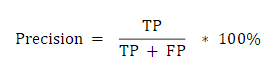 Precision = TP / TP + FP * 100%